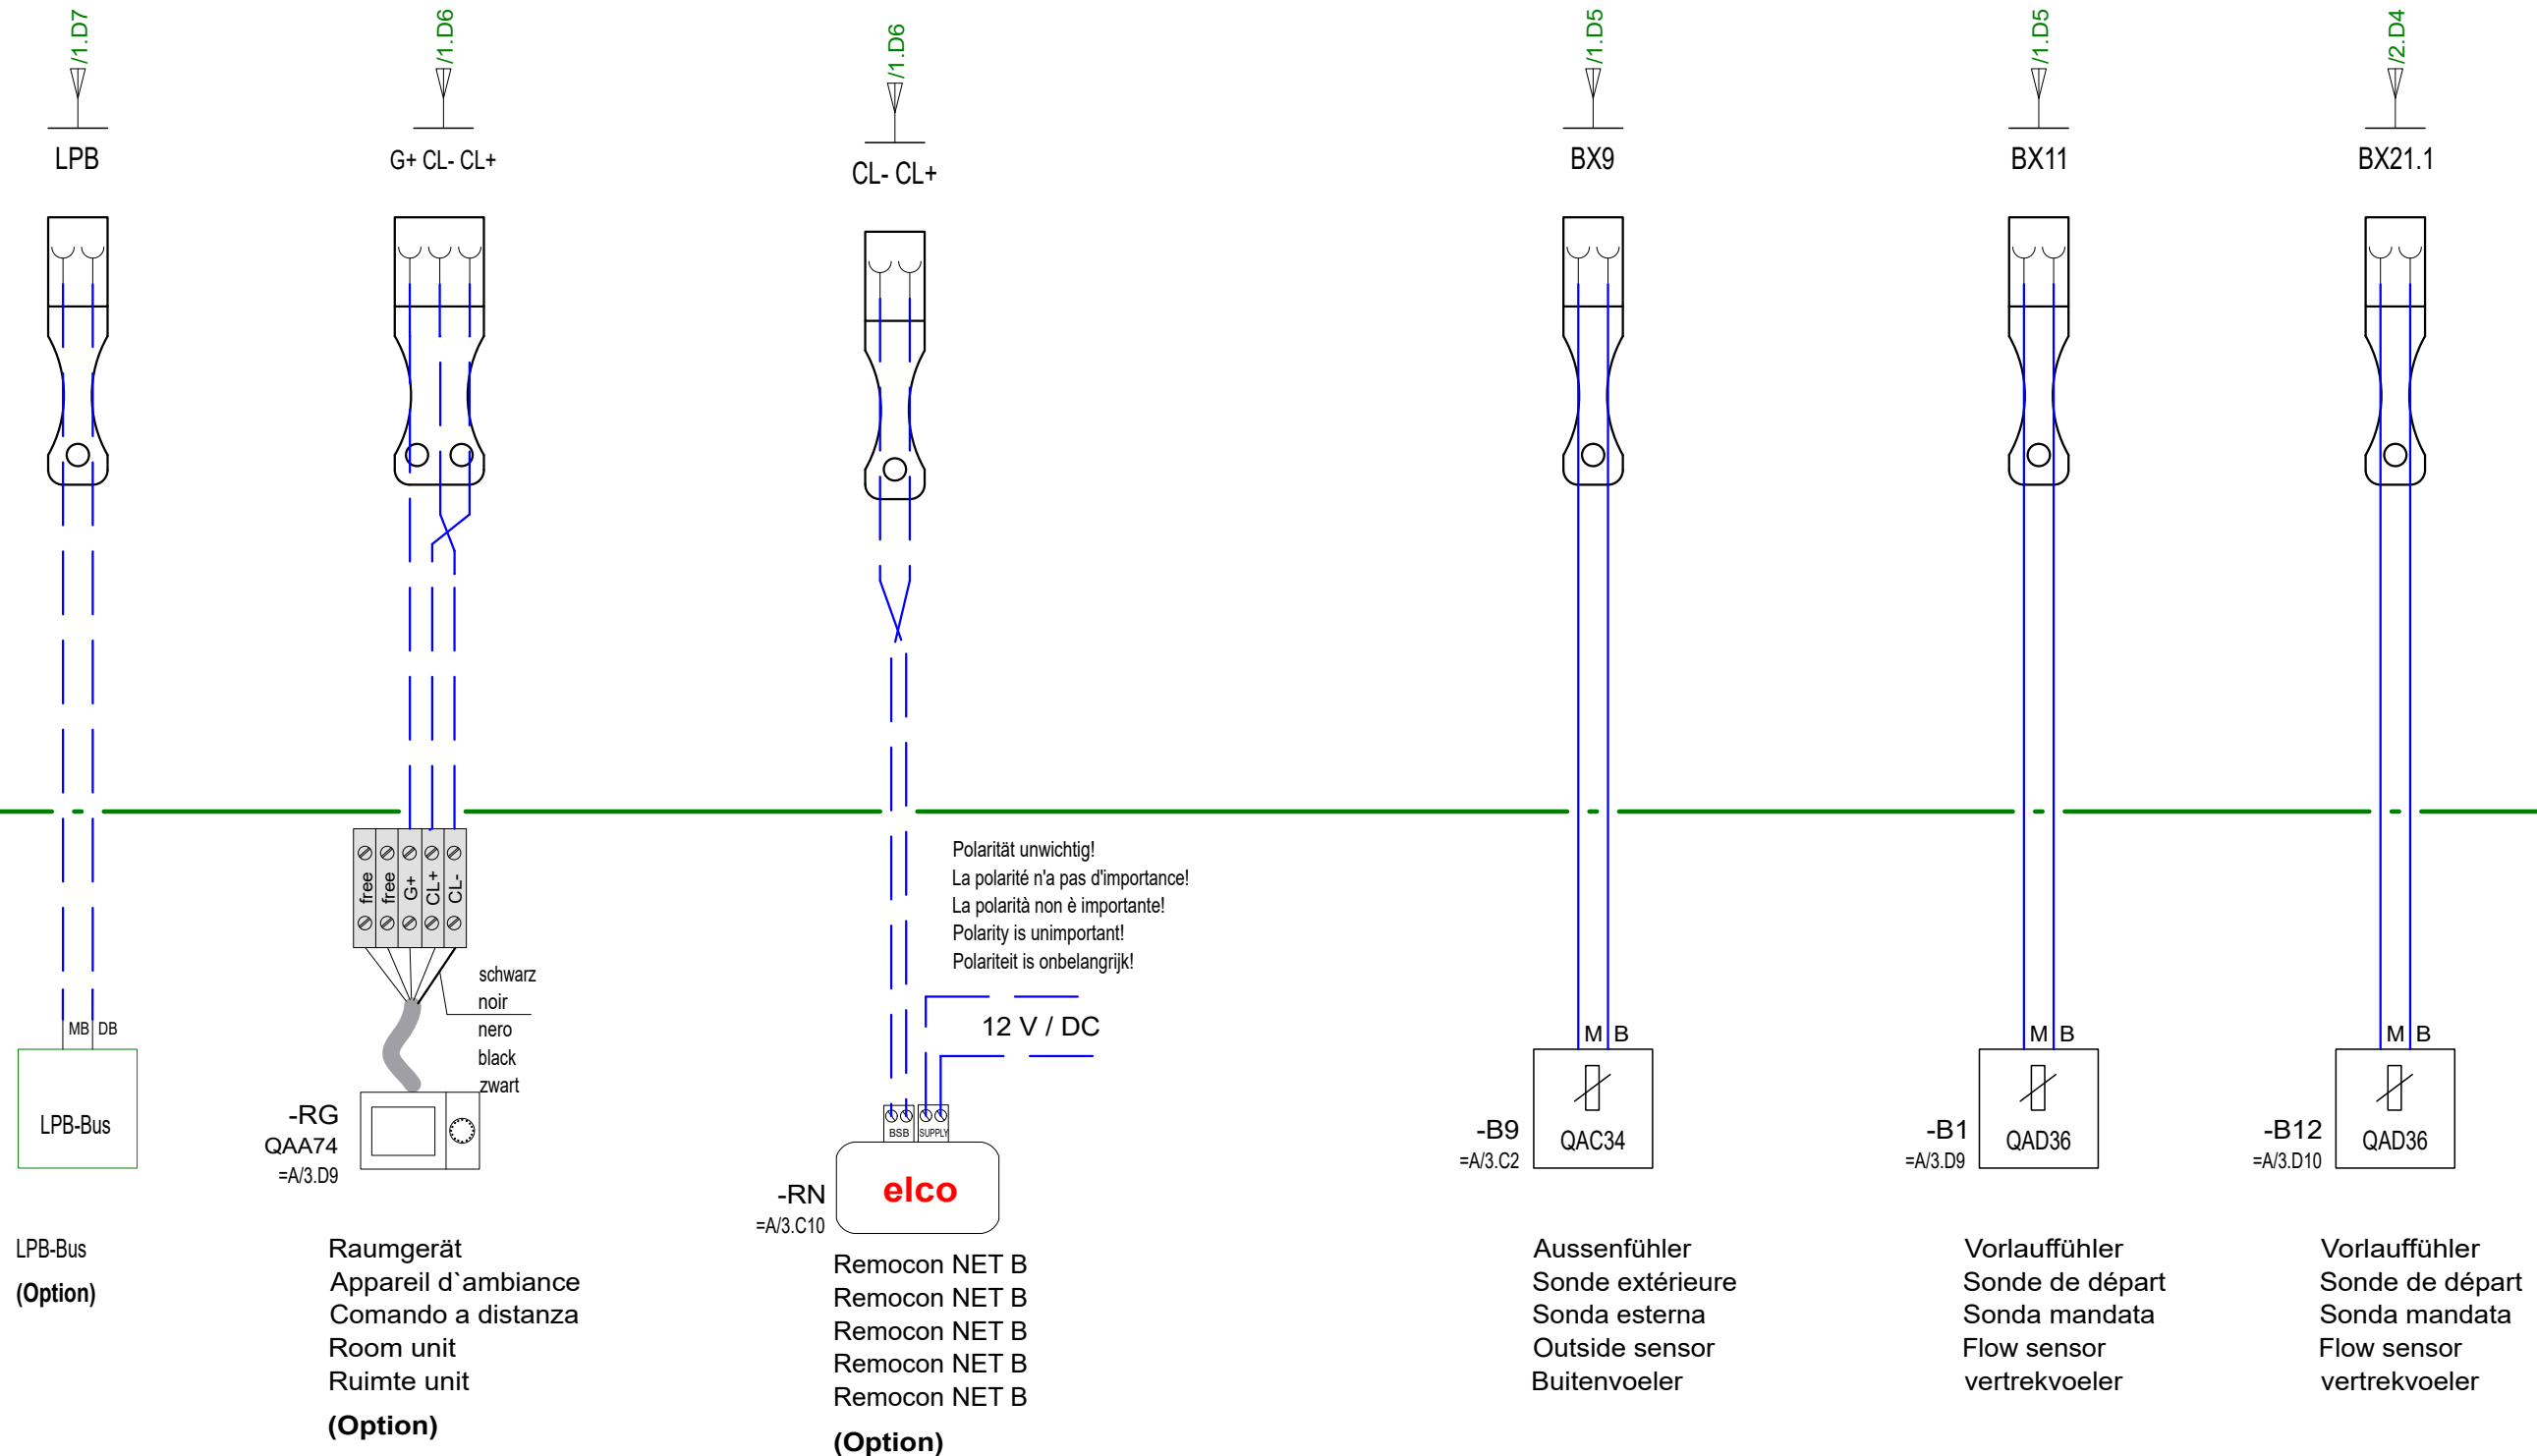 /1.D7
/1.D6
/1.D6
/1.D5
/1.D5
/2.D4
LPB
G+ CL- CL+
CL- CL+
BX9
BX11
BX21.1
free
free
G+
CL+
CL-
schwarz
noir
nero
black
zwart
Polarität unwichtig!
La polarité n'a pas d'importance!
La polarità non è importante!
Polarity is unimportant!
Polariteit is onbelangrijk!
12 V / DC
MB DB
LPB-Bus
-RG
QAA74
=A/3.D9
BSB
SUPPLY
elco
-RN
=A/3.C10
M B
-B9
=A/3.C2
QAC34
M B
-B1
=A/3.D9
QAD36
M B
-B12
=A/3.D10
QAD36
LPB-Bus
(Option)
Raumgerät
Appareil d`ambiance
Comando a distanza
Room unit
Ruimte unit
(Option)
Remocon NET B
Remocon NET B
Remocon NET B
Remocon NET B
Remocon NET B
(Option)
Aussenfühler
Sonde extérieure
Sonda esterna
Outside sensor
Buitenvoeler
Vorlauffühler
Sonde de départ
Sonda mandata
Flow sensor
vertrekvoeler
Vorlauffühler
Sonde de départ
Sonda mandata
Flow sensor
vertrekvoeler